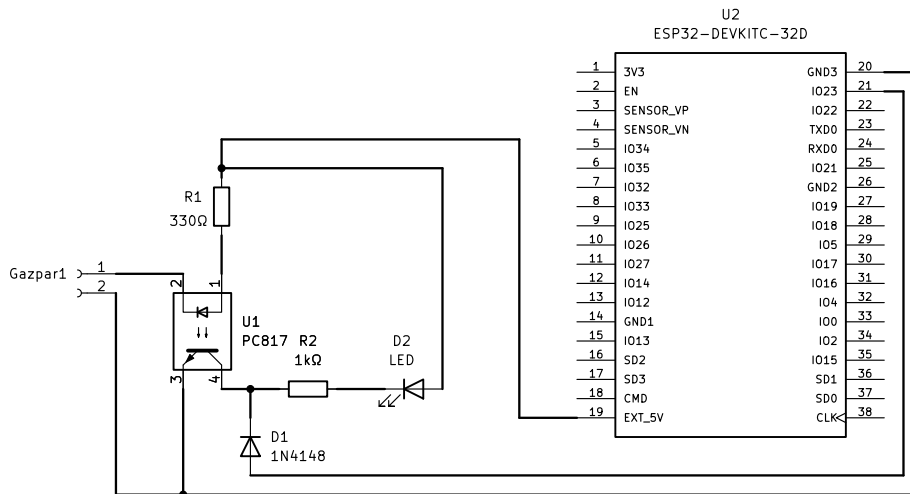 U2
ESP32-DEVKITC-32D
1 3V3 GND3 20
2 EN IO23 21
3 SENSOR_VP IO22 22
4 SENSOR_VN TXD0 23
5 IO34 RXD0 24
6 IO35 IO21 25
7 IO32 GND2 26
8 IO33 IO19 27
9 IO25 IO18 28
10 IO26 IO5 29
11 IO27 IO17 30
12 IO14 IO16 31
13 IO12 IO4 32
14 GND1 IO0 33
15 IO13 IO2 34
16 SD2 IO15 35
17 SD3 SD1 36
18 CMD SD0 37
19 EXT_5V CLK 38
R1
330Ω
Gazpar1
1
2
2 1
U1
PC817
3 4
R2
1kΩ
D2
LED
D1
1N4148